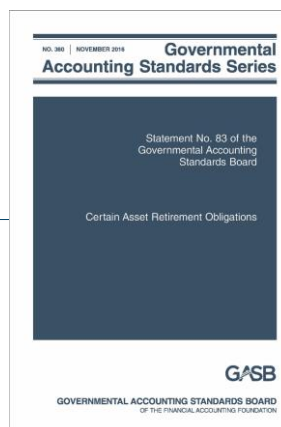 NO. 360 | NOVEMBER 2016
Governmental
Accounting Standards Series
Statement No. 83 of the
Governmental Accounting
Standards Board
Certain Asset Retirement Obligations
GASB
GOVERNMENTAL ACCOUNTING STANDARDS BOARD
OF THE FINANCIAL ACCOUNTING FOUNDATION